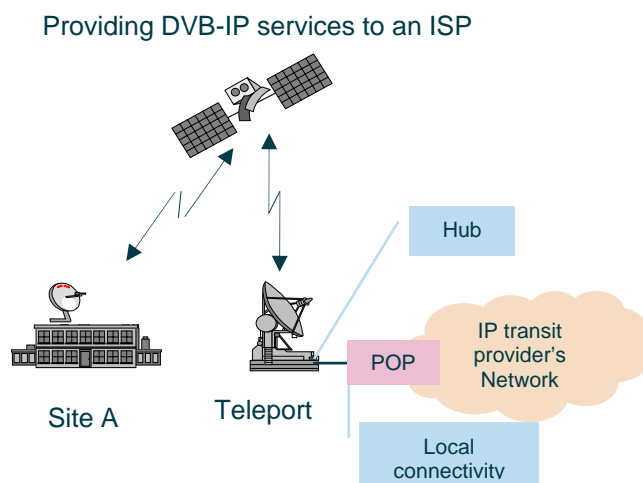 Providing DVB-IP services to an ISP
Hub
IP transit
provider's
Network
POP
Site A
Teleport
Local
connectivity